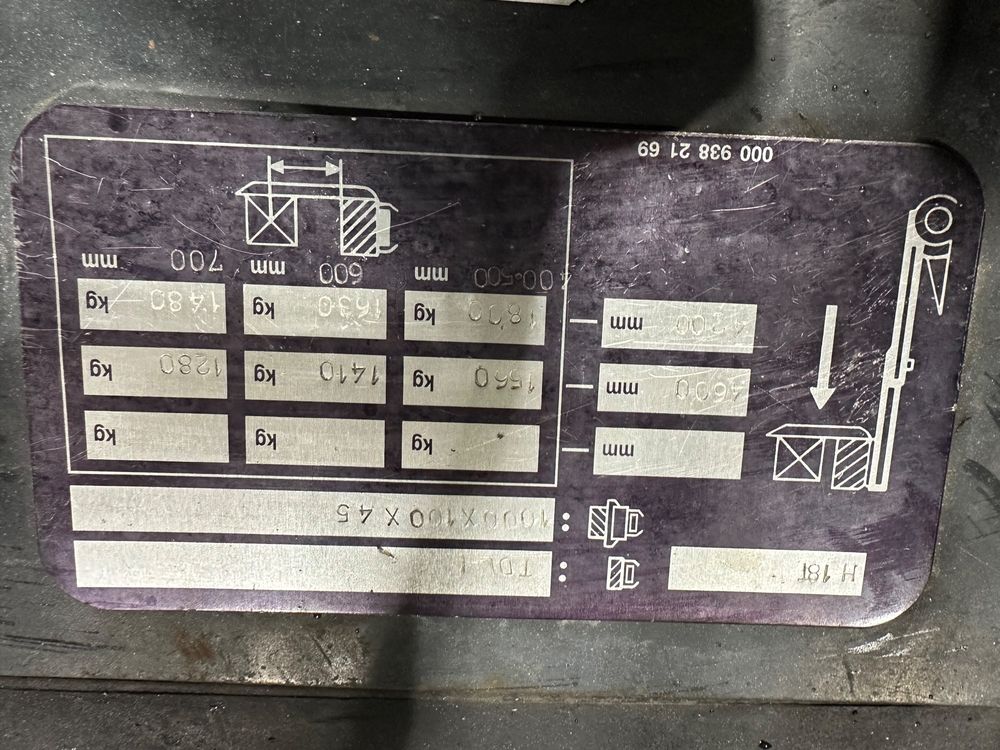 H 18T :
: 1000X100X45
mm kg kg kg
4600 mm 1560 kg 1410 kg 1280 kg
4200 mm 1800 kg 1630 kg 1480 kg
400-500 mm 600 mm 700 mm
000 938 21 69